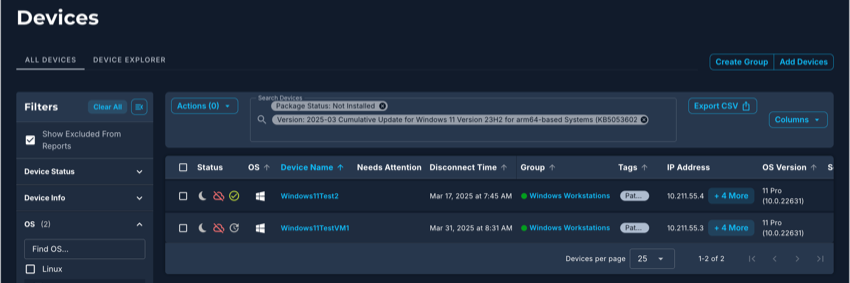 Devices
ALL DEVICES DEVICE EXPLORER
Create Group Add Devices
Filters Clear All
Show Excluded From Reports
Device Status
Device Info
OS (2)
Find OS...
Linux
Actions (0)
Search Devices
Package Status: Not Installed
Version: 2025-03 Cumulative Update for Windows 11 Version 23H2 for arm64-based Systems (KB5053602
Export CSV
Columns
Status OS Device Name Needs Attention Disconnect Time Group Tags IP Address OS Version S
Windows11Test2 Mar 17, 2025 at 7:45 AM Windows Workstations Pat... 10.211.55.4 + 4 More 11 Pro (10.0.22631)
Windows11TestVM1 Mar 31, 2025 at 8:31 AM Windows Workstations Pat... 10.211.55.3 + 4 More 11 Pro (10.0.22631)
Devices per page 25 1-2 of 2